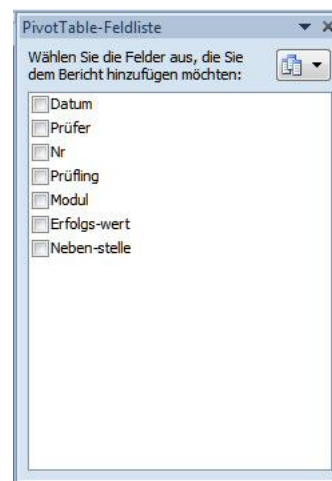 PivotTable-Feldliste
Wählen Sie die Felder aus, die Sie
dem Bericht hinzufügen möchten:
Datum
Prüfer
Nr
Prüfling
Modul
Erfolgs-wert
Neben-stelle